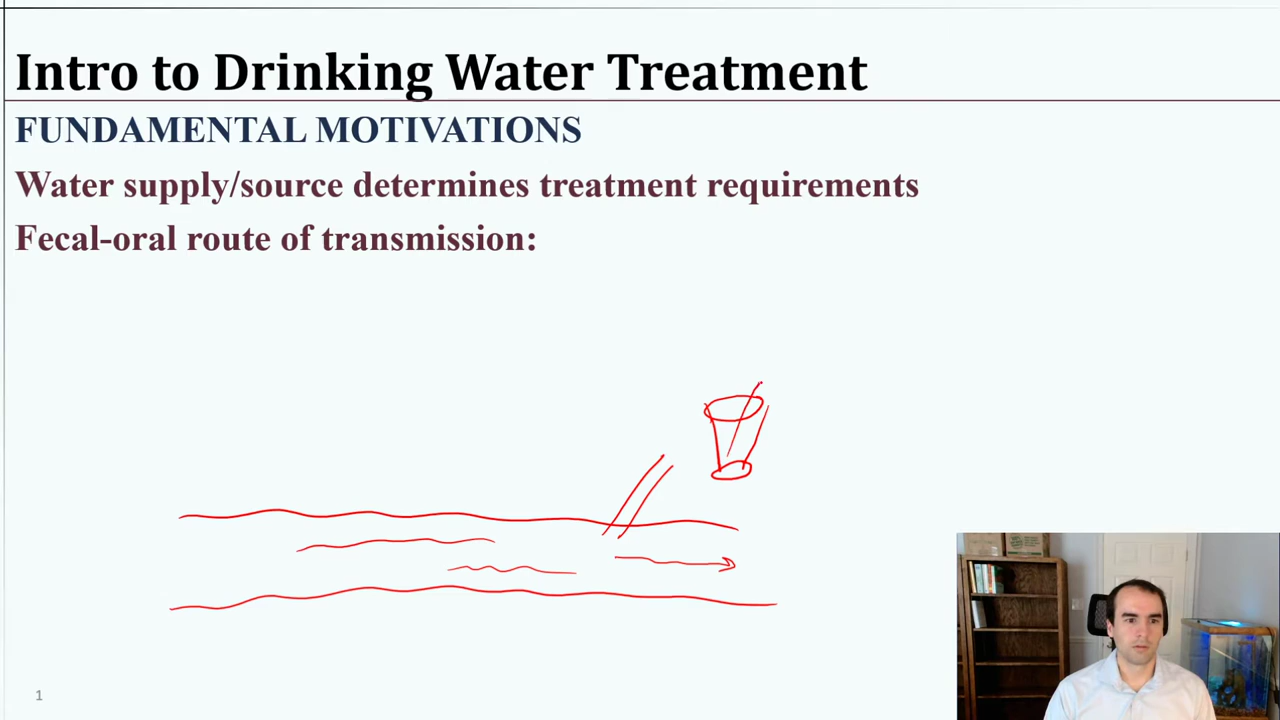 Intro to Drinking Water Treatment
FUNDAMENTAL MOTIVATIONS
Water supply/source determines treatment requirements
Fecal-oral route of transmission:
1